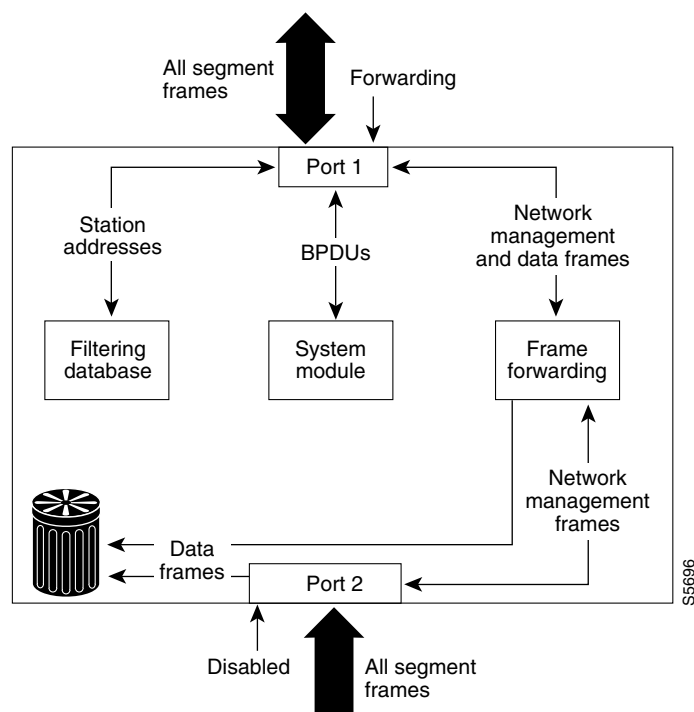 All segment
frames
Forwarding
Port 1
Station
addresses
BPDUs
Network
management
and data frames
Filtering
database
System
module
Frame
forwarding
Network
management
frames
Data
frames
Port 2
S5696
Disabled
All segment
frames